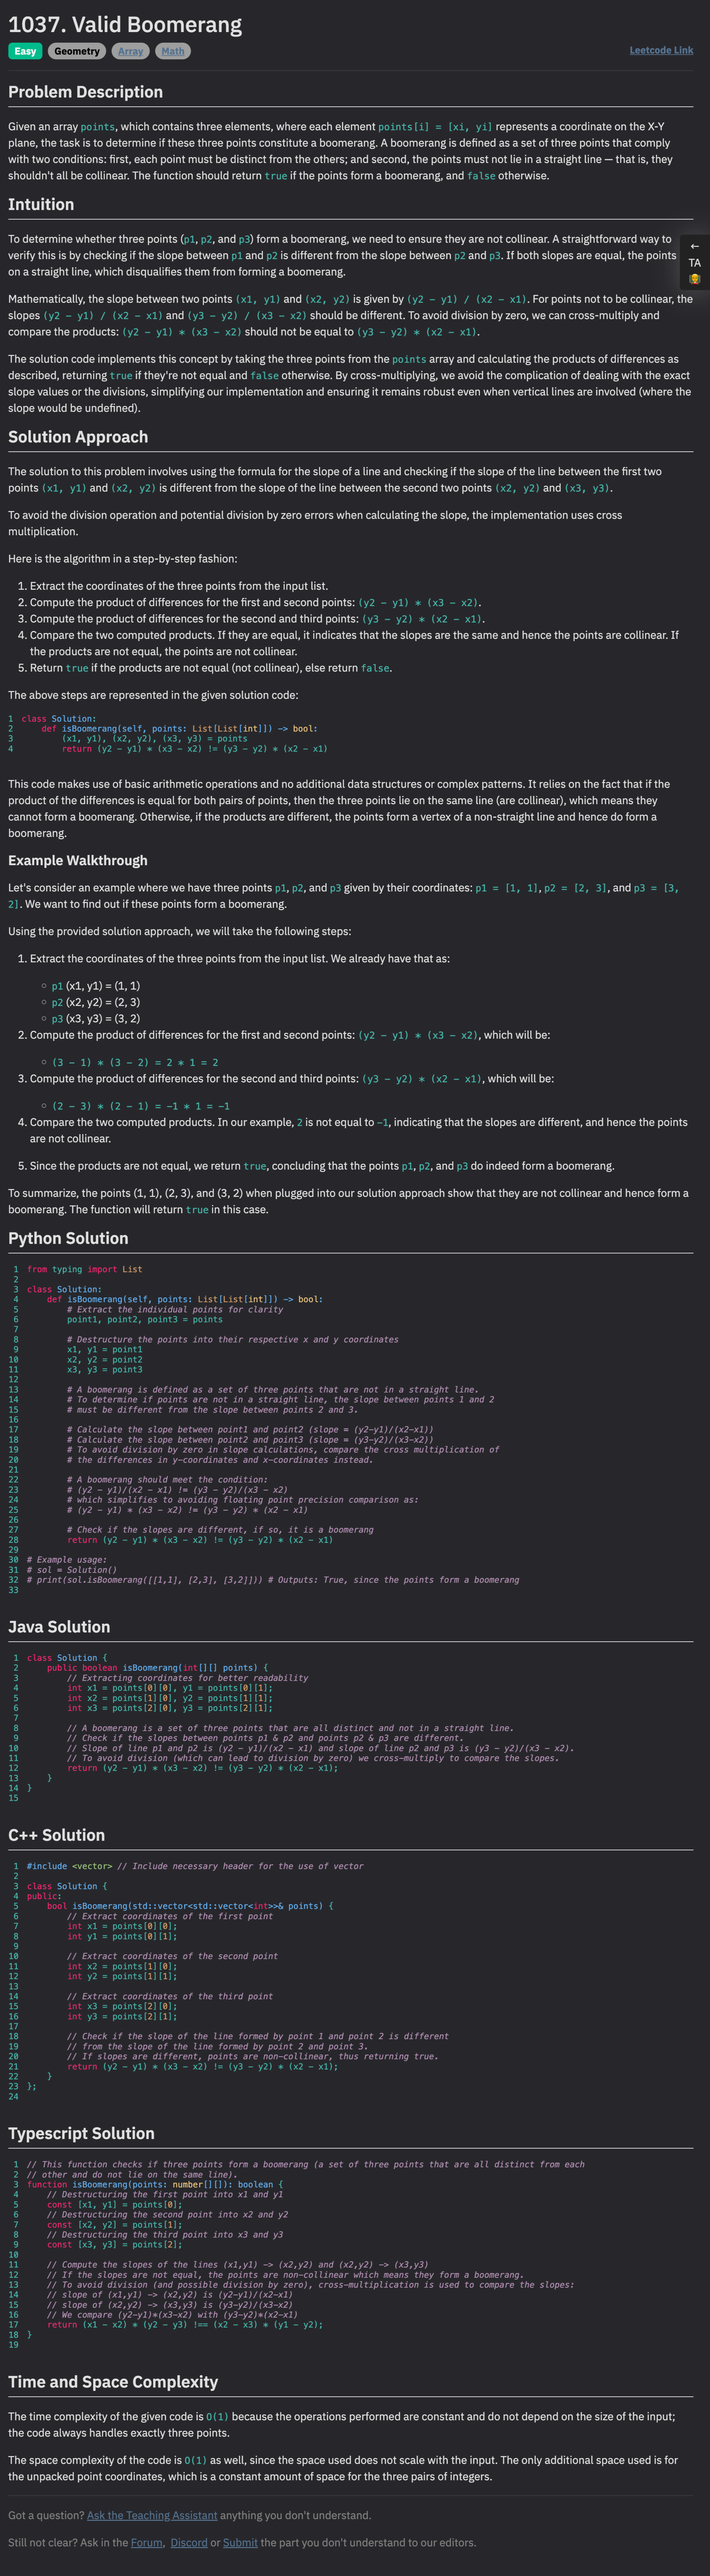 1037. Valid Boomerang
Easy Geometry Array Math Leetcode Link
Problem Description
Given an array points, which contains three elements, where each element points[i] = [xi, yi] represents a coordinate on the X-Y
plane, the task is to determine if these three points constitute a boomerang. A boomerang is defined as a set of three points that comply
with two conditions: first, each point must be distinct from the others; and second, the points must not lie in a straight line — that is, they
shouldn't all be collinear. The function should return true if the points form a boomerang, and false otherwise.
Intuition
To determine whether three points (p1, p2, and p3) form a boomerang, we need to ensure they are not collinear. A straightforward way to
verify this is by checking if the slope between p1 and p2 is different from the slope between p2 and p3. If both slopes are equal, the points
on a straight line, which disqualifies them from forming a boomerang.
←
TA
Mathematically, the slope between two points (x1, y1) and (x2, y2) is given by (y2 - y1) / (x2 - x1). For points not to be collinear, the
slopes (y2 - y1) / (x2 - x1) and (y3 - y2) / (x3 - x2) should be different. To avoid division by zero, we can cross-multiply and
compare the products: (y2 - y1) * (x3 - x2) should not be equal to (y3 - y2) * (x2 - x1).
The solution code implements this concept by taking the three points from the points array and calculating the products of differences as
described, returning true if they're not equal and false otherwise. By cross-multiplying, we avoid the complication of dealing with the exact
slope values or the divisions, simplifying our implementation and ensuring it remains robust even when vertical lines are involved (where the
slope would be undefined).
Solution Approach
The solution to this problem involves using the formula for the slope of a line and checking if the slope of the line between the first two
points (x1, y1) and (x2, y2) is different from the slope of the line between the second two points (x2, y2) and (x3, y3).
To avoid the division operation and potential division by zero errors when calculating the slope, the implementation uses cross
multiplication.
Here is the algorithm in a step-by-step fashion:
1. Extract the coordinates of the three points from the input list.
2. Compute the product of differences for the first and second points: (y2 - y1) * (x3 - x2).
3. Compute the product of differences for the second and third points: (y3 - y2) * (x2 - x1).
4. Compare the two computed products. If they are equal, it indicates that the slopes are the same and hence the points are collinear. If
the products are not equal, the points are not collinear.
5. Return true if the products are not equal (not collinear), else return false.
The above steps are represented in the given solution code:
1 class Solution:
2     def isBoomerang(self, points: List[List[int]]) -> bool:
3         (x1, y1), (x2, y2), (x3, y3) = points
4         return (y2 - y1) * (x3 - x2) != (y3 - y2) * (x2 - x1)
This code makes use of basic arithmetic operations and no additional data structures or complex patterns. It relies on the fact that if the
product of the differences is equal for both pairs of points, then the three points lie on the same line (are collinear), which means they
cannot form a boomerang. Otherwise, if the products are different, the points form a vertex of a non-straight line and hence do form a
boomerang.
Example Walkthrough
Let's consider an example where we have three points p1, p2, and p3 given by their coordinates: p1 = [1, 1], p2 = [2, 3], and p3 = [3,
2]. We want to find out if these points form a boomerang.
Using the provided solution approach, we will take the following steps:
1. Extract the coordinates of the three points from the input list. We already have that as:
○ p1 (x1, y1) = (1, 1)
○ p2 (x2, y2) = (2, 3)
○ p3 (x3, y3) = (3, 2)
2. Compute the product of differences for the first and second points: (y2 - y1) * (x3 - x2), which will be:
○ (3 - 1) * (3 - 2) = 2 * 1 = 2
3. Compute the product of differences for the second and third points: (y3 - y2) * (x2 - x1), which will be:
○ (2 - 3) * (2 - 1) = -1 * 1 = -1
4. Compare the two computed products. In our example, 2 is not equal to -1, indicating that the slopes are different, and hence the points
are not collinear.
5. Since the products are not equal, we return true, concluding that the points p1, p2, and p3 do indeed form a boomerang.
To summarize, the points (1, 1), (2, 3), and (3, 2) when plugged into our solution approach show that they are not collinear and hence form a
boomerang. The function will return true in this case.
Python Solution
1 from typing import List
2
3 class Solution:
4     def isBoomerang(self, points: List[List[int]]) -> bool:
5         # Extract the individual points for clarity
6         point1, point2, point3 = points
7
8         # Destructure the points into their respective x and y coordinates
9         x1, y1 = point1
10         x2, y2 = point2
11         x3, y3 = point3
12
13         # A boomerang is defined as a set of three points that are not in a straight line.
14         # To determine if points are not in a straight line, the slope between points 1 and 2
15         # must be different from the slope between points 2 and 3.
16
17         # Calculate the slope between point1 and point2 (slope = (y2-y1)/(x2-x1))
18         # Calculate the slope between point2 and point3 (slope = (y3-y2)/(x3-x2))
19         # To avoid division by zero in slope calculations, compare the cross multiplication of
20         # the differences in y-coordinates and x-coordinates instead.
21
22         # A boomerang should meet the condition:
23         # (y2 - y1)/(x2 - x1) != (y3 - y2)/(x3 - x2)
24         # which simplifies to avoiding floating point precision comparison as:
25         # (y2 - y1) * (x3 - x2) != (y3 - y2) * (x2 - x1)
26
27         # Check if the slopes are different, if so, it is a boomerang
28         return (y2 - y1) * (x3 - x2) != (y3 - y2) * (x2 - x1)
29
30 # Example usage:
31 # sol = Solution()
32 # print(sol.isBoomerang([[1,1], [2,3], [3,2]])) # Outputs: True, since the points form a boomerang
33
Java Solution
1 class Solution {
2     public boolean isBoomerang(int[][] points) {
3         // Extracting coordinates for better readability
4         int x1 = points[0][0], y1 = points[0][1];
5         int x2 = points[1][0], y2 = points[1][1];
6         int x3 = points[2][0], y3 = points[2][1];
7
8         // A boomerang is a set of three points that are all distinct and not in a straight line.
9         // Check if the slopes between points p1 & p2 and points p2 & p3 are different.
10         // Slope of line p1 and p2 is (y2 - y1)/(x2 - x1) and slope of line p2 and p3 is (y3 - y2)/(x3 - x2).
11         // To avoid division (which can lead to division by zero) we cross-multiply to compare the slopes.
12         return (y2 - y1) * (x3 - x2) != (y3 - y2) * (x2 - x1);
13     }
14 }
15
C++ Solution
1 #include <vector> // Include necessary header for the use of vector
2
3 class Solution {
4 public:
5     bool isBoomerang(std::vector<std::vector<int>>& points) {
6         // Extract coordinates of the first point
7         int x1 = points[0][0];
8         int y1 = points[0][1];
9
10         // Extract coordinates of the second point
11         int x2 = points[1][0];
12         int y2 = points[1][1];
13
14         // Extract coordinates of the third point
15         int x3 = points[2][0];
16         int y3 = points[2][1];
17
18         // Check if the slope of the line formed by point 1 and point 2 is different
19         // from the slope of the line formed by point 2 and point 3.
20         // If slopes are different, points are non-collinear, thus returning true.
21         return (y2 - y1) * (x3 - x2) != (y3 - y2) * (x2 - x1);
22     }
23 };
24
Typescript Solution
1 // This function checks if three points form a boomerang (a set of three points that are all distinct from each
2 // other and do not lie on the same line).
3 function isBoomerang(points: number[][]): boolean {
4     // Destructuring the first point into x1 and y1
5     const [x1, y1] = points[0];
6     // Destructuring the second point into x2 and y2
7     const [x2, y2] = points[1];
8     // Destructuring the third point into x3 and y3
9     const [x3, y3] = points[2];
10
11     // Compute the slopes of the lines (x1,y1) -> (x2,y2) and (x2,y2) -> (x3,y3)
12     // If the slopes are not equal, the points are non-collinear which means they form a boomerang.
13     // To avoid division (and possible division by zero), cross-multiplication is used to compare the slopes:
14     // slope of (x1,y1) -> (x2,y2) is (y2-y1)/(x2-x1)
15     // slope of (x2,y2) -> (x3,y3) is (y3-y2)/(x3-x2)
16     // We compare (y2-y1)*(x3-x2) with (y3-y2)*(x2-x1)
17     return (x1 - x2) * (y2 - y3) !== (x2 - x3) * (y1 - y2);
18 }
19
Time and Space Complexity
The time complexity of the given code is O(1) because the operations performed are constant and do not depend on the size of the input;
the code always handles exactly three points.
The space complexity of the code is O(1) as well, since the space used does not scale with the input. The only additional space used is for
the unpacked point coordinates, which is a constant amount of space for the three pairs of integers.
Got a question? Ask the Teaching Assistant anything you don't understand.
Still not clear? Ask in the Forum, Discord or Submit the part you don't understand to our editors.